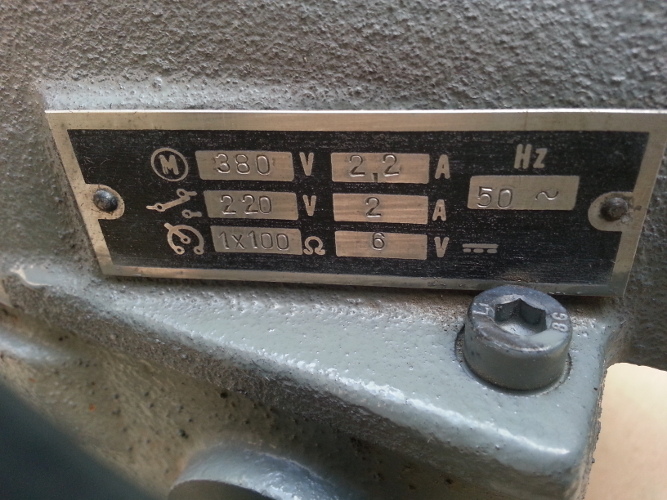 M 380 V 2,2 A Hz
220 V 2 A 50 ~
1x100 Ω 6 V